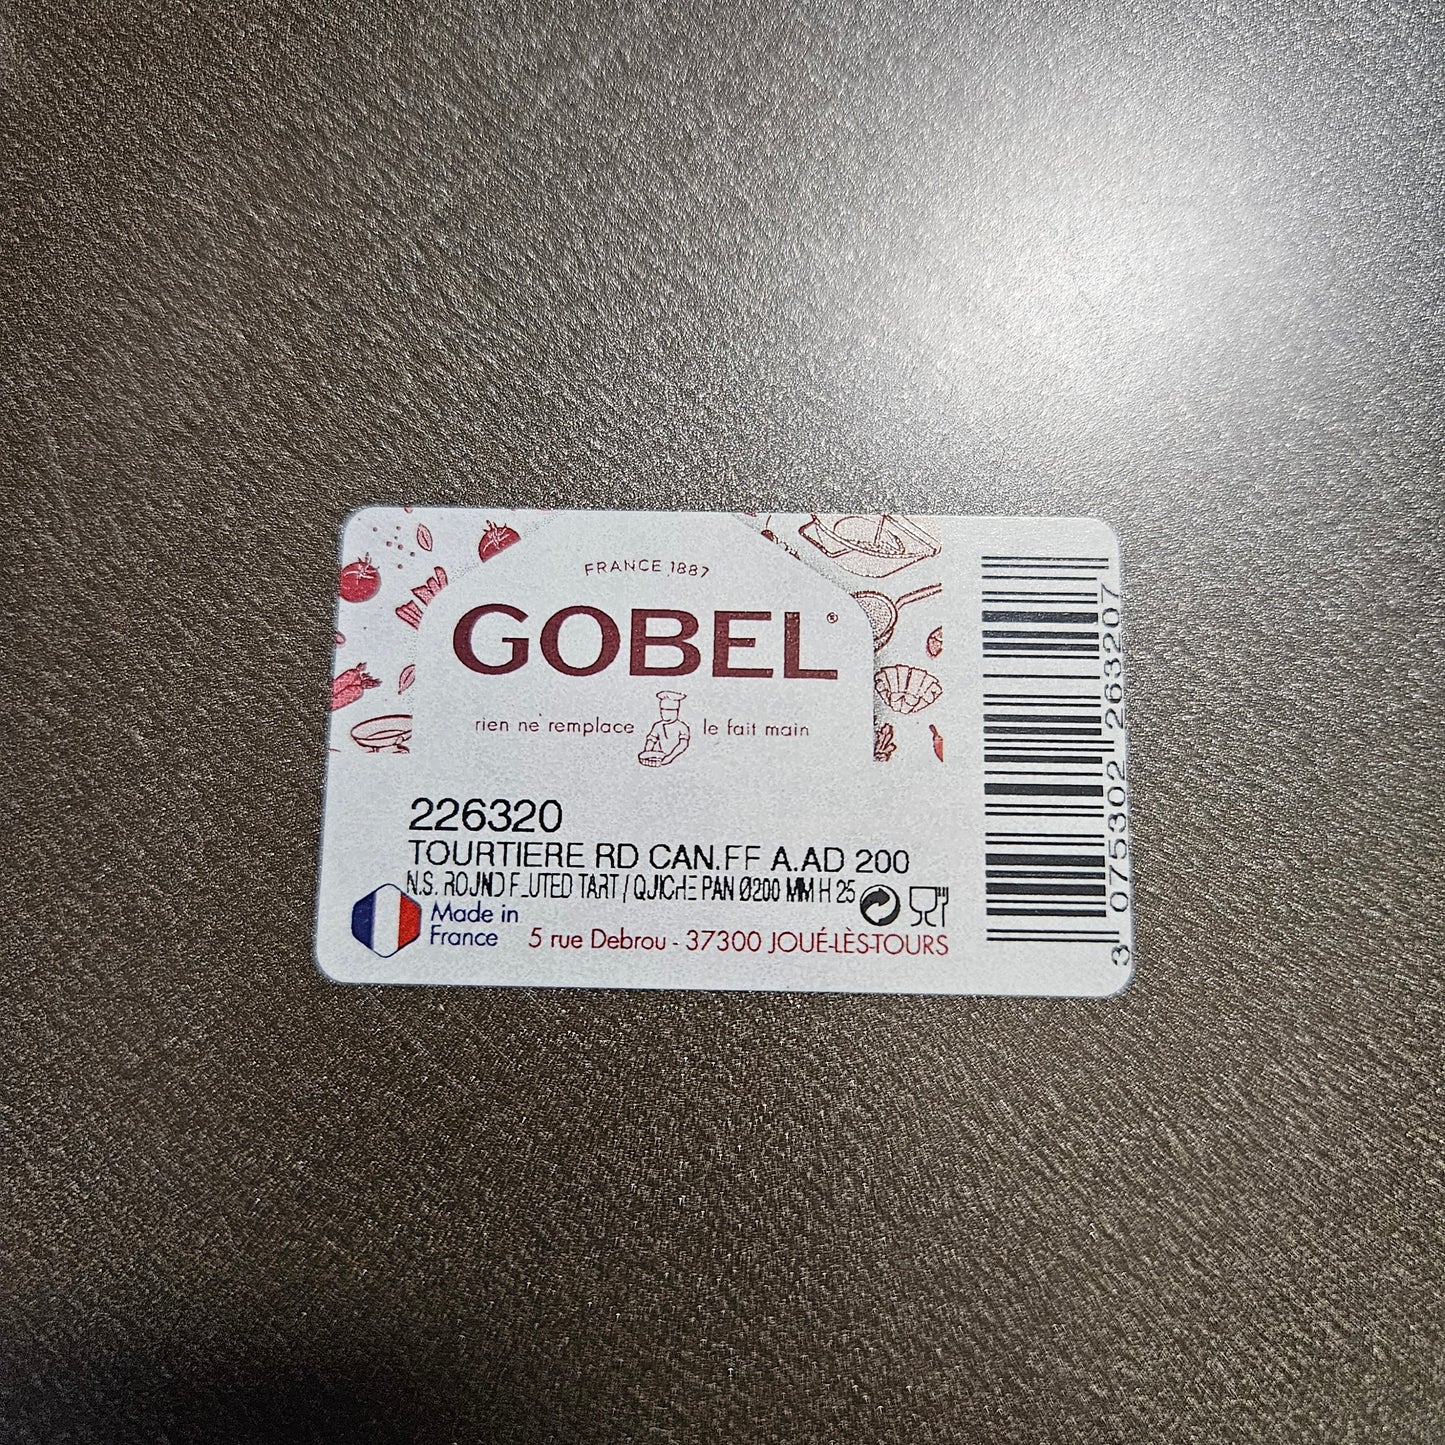 FRANCE 1887
GOBEL®
rien ne remplace le fait main
226320
TOURTIERE RD CAN.FF A.AD 200
N.S. ROUND FLUTED TART / QUICHE PAN Ø200 MM H 25
Made in
France
5 rue Debrou - 37300 JOUÉ-LÈS-TOURS
3 075302 263207